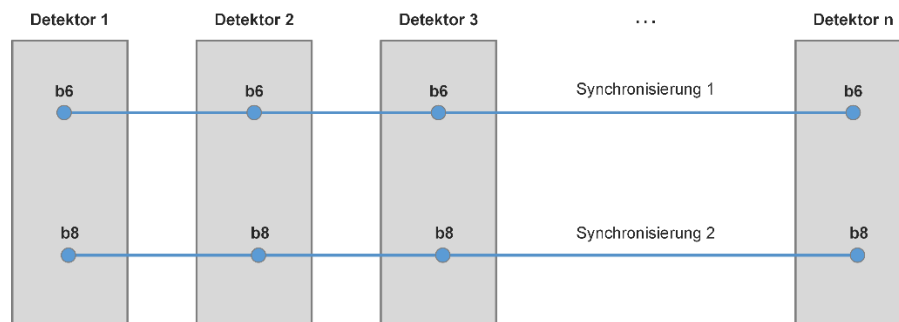 Detektor 1 Detektor 2 Detektor 3 ... Detektor n
b6 b6 b6 Synchronisierung 1 b6
b8 b8 b8 Synchronisierung 2 b8